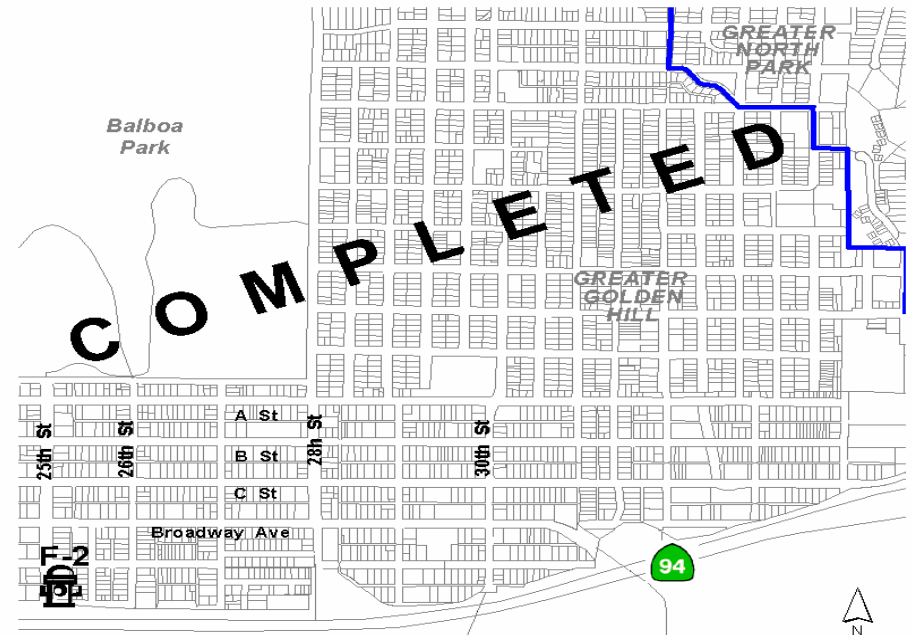 GREATER
NORTH
PARK
Balboa
Park
COMPLETED
GREATER
GOLDEN
HILL
A St
B St
C St
Broadway Ave
25th St
26th St
28h St
30th St
F-2
94
N